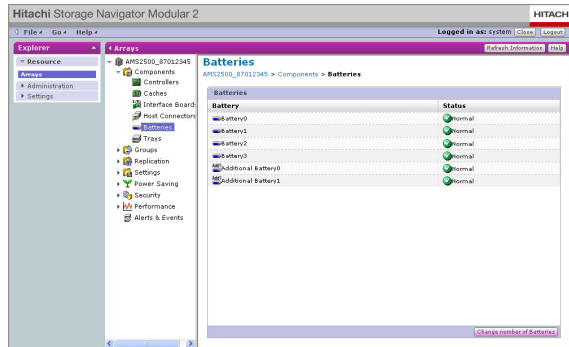 Hitachi Storage Navigator Modular 2
HITACH
File Go Help
Logged in as: system Close Logout
Explorer
Resource
Arrays
Administration
Settings
Arrays
Refresh Information Help
AMS2500_87012345
Components
Controllers
Caches
Interface Boards
Host Connectors
Batteries
Trays
Groups
Replication
Settings
Power Saving
Security
Performance
Alerts & Events
Batteries
AMS2500_87012345 > Components > Batteries
Batteries
Battery Status
Battery0 Normal
Battery1 Normal
Battery2 Normal
Battery3 Normal
Additional Battery0 Normal
Additional Battery1 Normal
Change number of Batteries